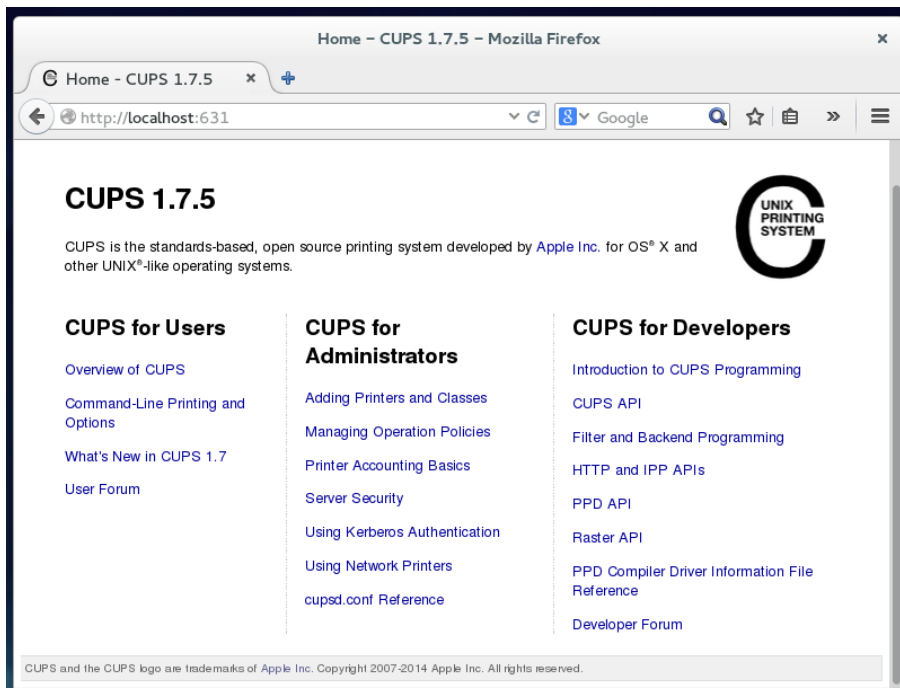 Home - CUPS 1.7.5 - Mozilla Firefox
Home - CUPS 1.7.5
http://localhost:631
Google
CUPS 1.7.5
UNIX
PRINTING
SYSTEM
CUPS is the standards-based, open source printing system developed by Apple Inc. for OS® X and
other UNIX®-like operating systems.
CUPS for Users
Overview of CUPS
Command-Line Printing and
Options
What's New in CUPS 1.7
User Forum
CUPS for
Administrators
Adding Printers and Classes
Managing Operation Policies
Printer Accounting Basics
Server Security
Using Kerberos Authentication
Using Network Printers
cupsd.conf Reference
CUPS for Developers
Introduction to CUPS Programming
CUPS API
Filter and Backend Programming
HTTP and IPP APIs
PPD API
Raster API
PPD Compiler Driver Information File
Reference
Developer Forum
CUPS and the CUPS logo are trademarks of Apple Inc. Copyright 2007-2014 Apple Inc. All rights reserved.